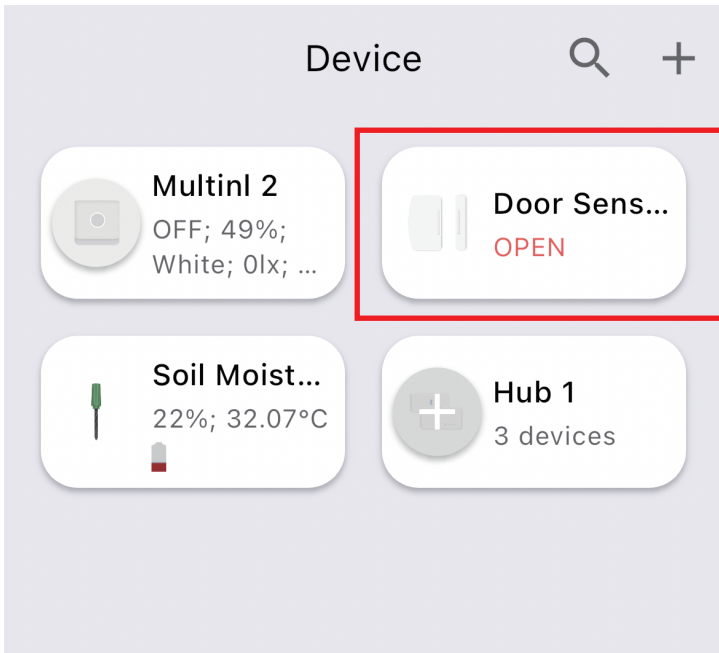 Device
Multinl 2
OFF; 49%;
White; 0lx; ...
Door Sens...
OPEN
Soil Moist...
22%; 32.07°C
Hub 1
3 devices